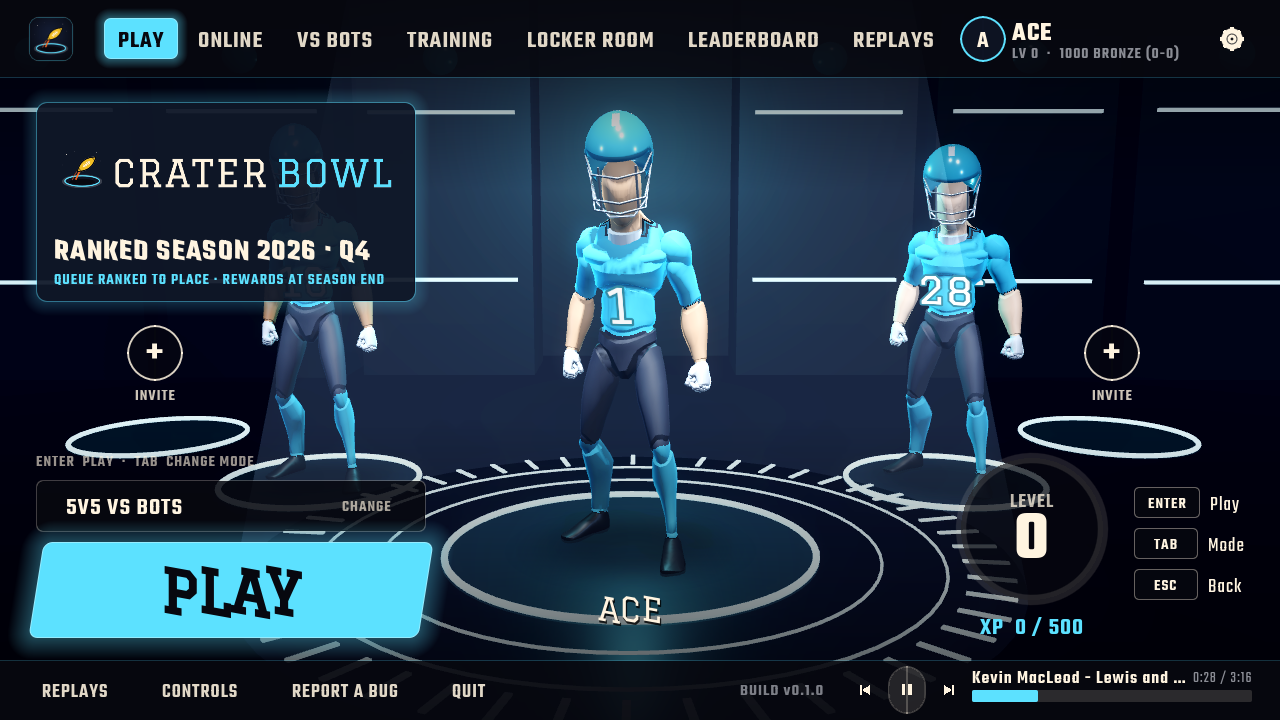 PLAY
ONLINE
VS BOTS
TRAINING
LOCKER ROOM
LEADERBOARD
REPLAYS
A
ACE
LV 0 · 1000 BRONZE (0-0)
CRATER BOWL
RANKED SEASON 2026 · Q4
QUEUE RANKED TO PLACE · REWARDS AT SEASON END
1
28
+
INVITE
+
INVITE
ENTER PLAY · TAB CHANGE MODE
5V5 VS BOTS
CHANGE
PLAY
ACE
LEVEL
0
XP 0 / 500
ENTER Play
TAB Mode
ESC Back
REPLAYS
CONTROLS
REPORT A BUG
QUIT
BUILD v0.1.0
Kevin MacLeod - Lewis and ... 0:28 / 3:16